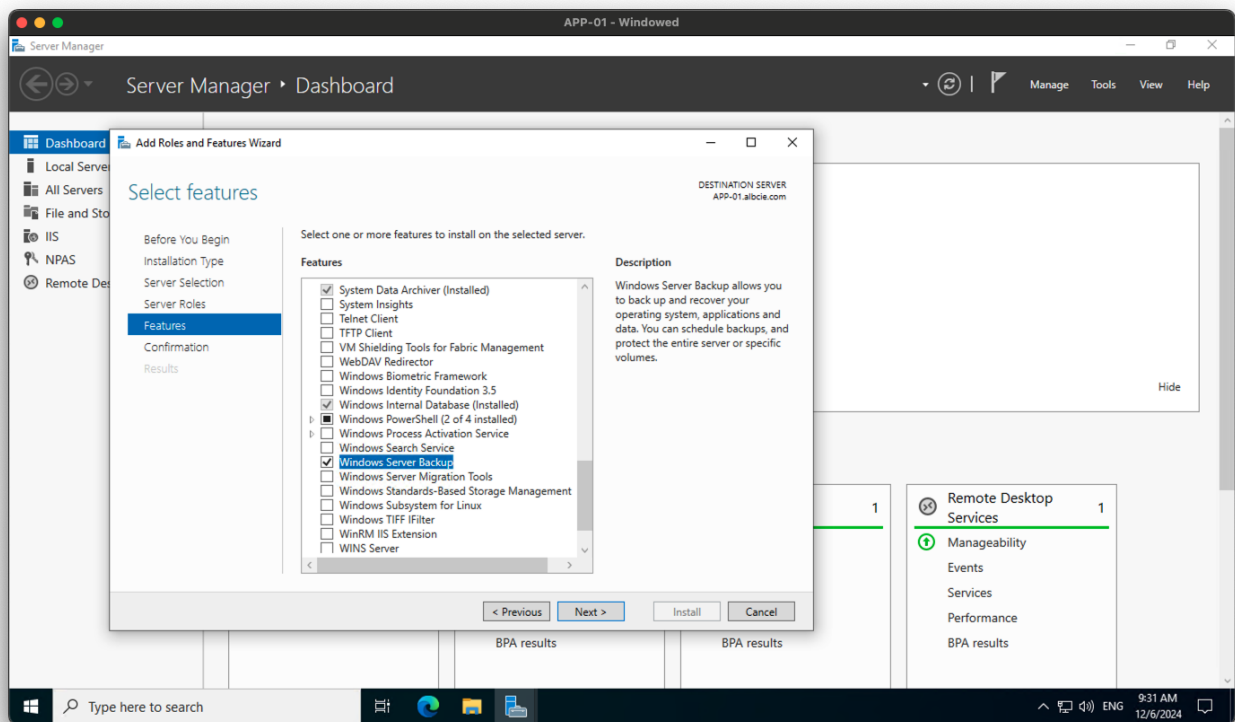 APP-01 - Windowed
Server Manager
Server Manager ‣ Dashboard
Manage
Tools
View
Help
Dashboard
Local Server
All Servers
File and Sto
IIS
NPAS
Remote Des
Add Roles and Features Wizard
Select features
DESTINATION SERVER
APP-01.albcie.com
Before You Begin
Installation Type
Server Selection
Server Roles
Features
Confirmation
Results
Select one or more features to install on the selected server.
Features
System Data Archiver (Installed)
System Insights
Telnet Client
TFTP Client
VM Shielding Tools for Fabric Management
WebDAV Redirector
Windows Biometric Framework
Windows Identity Foundation 3.5
Windows Internal Database (Installed)
Windows PowerShell (2 of 4 installed)
Windows Process Activation Service
Windows Search Service
Windows Server Backup
Windows Server Migration Tools
Windows Standards-Based Storage Management
Windows Subsystem for Linux
Windows TIFF IFilter
WinRM IIS Extension
WINS Server
Description
Windows Server Backup allows you
to back up and recover your
operating system, applications and
data. You can schedule backups, and
protect the entire server or specific
volumes.
< Previous
Next >
Install
Cancel
Hide
1
Remote Desktop
Services
1
Manageability
Events
Services
Performance
BPA results
BPA results
BPA results
Type here to search
ENG
9:31 AM
12/6/2024